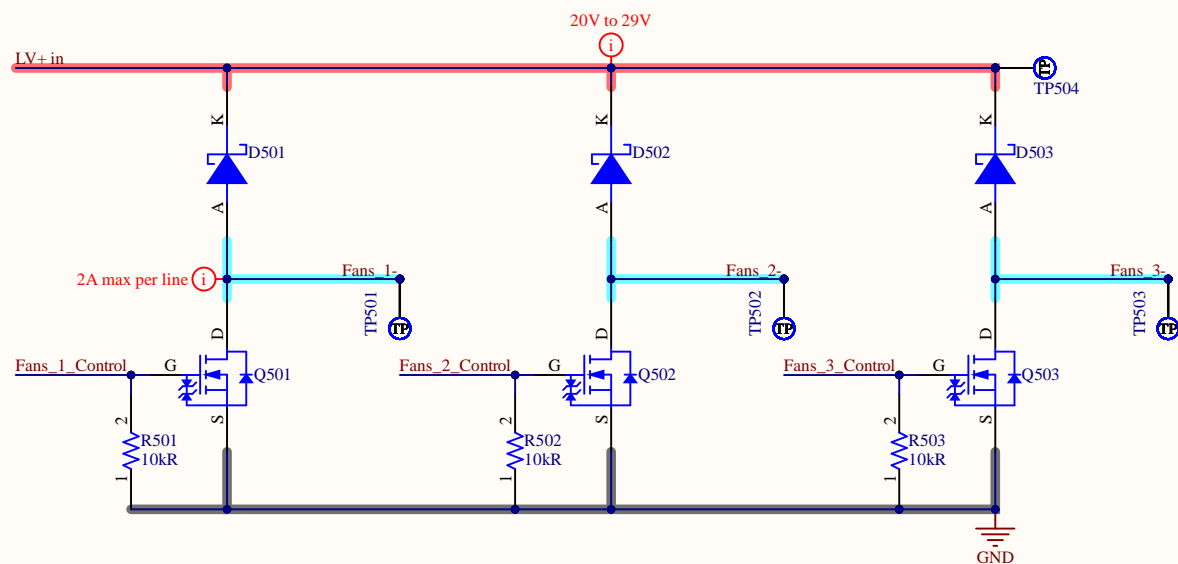 20V to 29V
i
LV+ in
TP
TP504
K
D501
K
D502
K
D503
A
A
A
2A max per line
i
Fans_1-
Fans_2-
Fans_3-
TP501
TP
TP502
TP
TP503
TP
D
D
D
Fans_1_Control
G
Q501
Fans_2_Control
G
Q502
Fans_3_Control
G
Q503
S
S
S
2
R501
10kR
1
2
R502
10kR
1
2
R503
10kR
1
GND